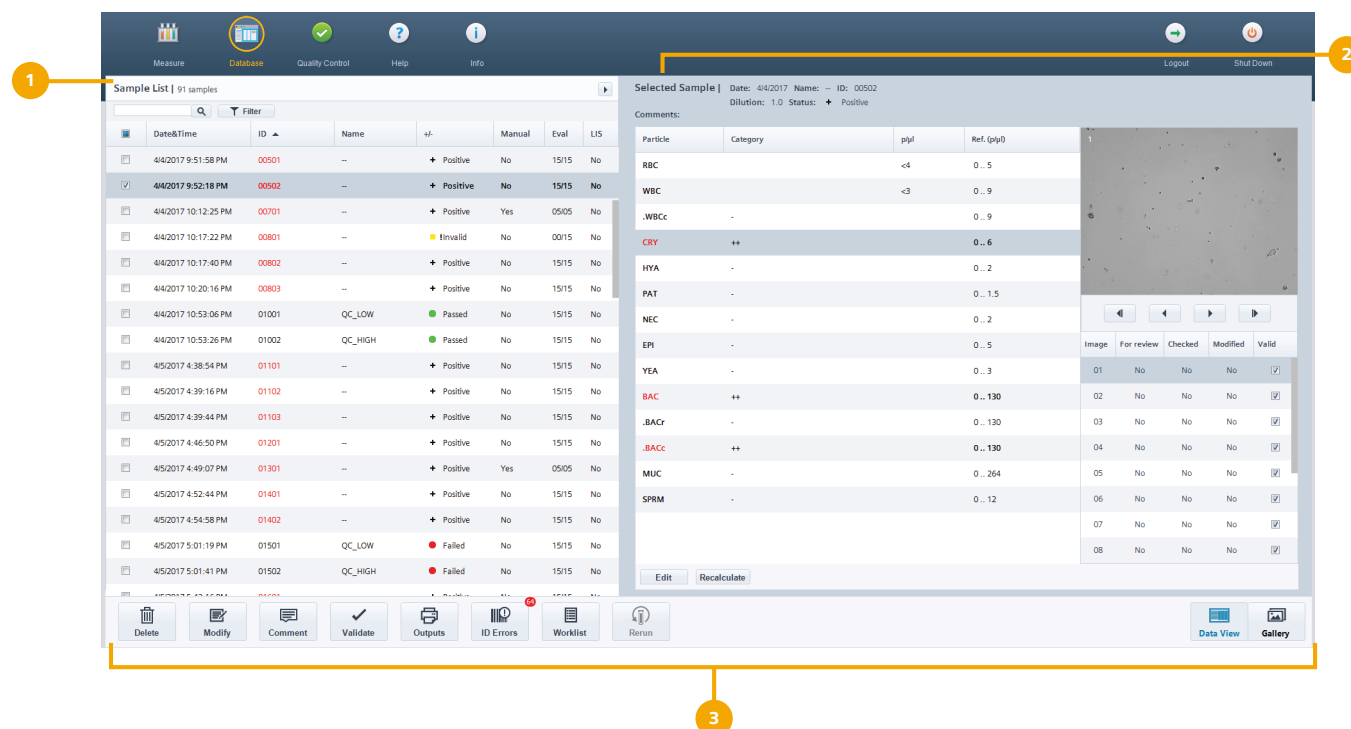 Measure Database Quality Control Help Info Logout Shut Down
1
2
Sample List | 91 samples
Filter
Date&Time ID Name +/- Manual Eval LIS
4/4/2017 9:51:58 PM 00501 -- + Positive No 15/15 No
4/4/2017 9:52:18 PM 00502 -- + Positive No 15/15 No
4/4/2017 10:12:25 PM 00701 -- + Positive Yes 05/05 No
4/4/2017 10:17:22 PM 00801 -- !Invalid No 00/15 No
4/4/2017 10:17:40 PM 00802 -- + Positive No 15/15 No
4/4/2017 10:20:16 PM 00803 -- + Positive No 15/15 No
4/4/2017 10:53:06 PM 01001 QC_LOW Passed No 15/15 No
4/4/2017 10:53:26 PM 01002 QC_HIGH Passed No 15/15 No
4/5/2017 4:38:54 PM 01101 -- + Positive No 15/15 No
4/5/2017 4:39:16 PM 01102 -- + Positive No 15/15 No
4/5/2017 4:39:44 PM 01103 -- + Positive No 15/15 No
4/5/2017 4:46:50 PM 01201 -- + Positive No 15/15 No
4/5/2017 4:49:07 PM 01301 -- + Positive Yes 05/05 No
4/5/2017 4:52:44 PM 01401 -- + Positive No 15/15 No
4/5/2017 4:54:58 PM 01402 -- + Positive No 15/15 No
4/5/2017 5:01:19 PM 01501 QC_LOW Failed No 15/15 No
4/5/2017 5:01:41 PM 01502 QC_HIGH Failed No 15/15 No
Selected Sample | Date: 4/4/2017 Name: -- ID: 00502
Dilution: 1.0 Status: + Positive
Comments:
Particle Category p/µl Ref. (p/µl)
RBC <4 0 .. 5
WBC <3 0 .. 9
.WBCc - 0 .. 9
CRY ++ 0 .. 6
HYA - 0 .. 2
PAT - 0 .. 1.5
NEC - 0 .. 2
EPI - 0 .. 5
YEA - 0 .. 3
BAC ++ 0 .. 130
.BACr - 0 .. 130
.BACc ++ 0 .. 130
MUC - 0 .. 264
SPRM - 0 .. 12
Edit Recalculate
1
Image For review Checked Modified Valid
01 No No No
02 No No No
03 No No No
04 No No No
05 No No No
06 No No No
07 No No No
08 No No No
64
Delete Modify Comment Validate Outputs ID Errors Worklist Rerun Data View Gallery
3